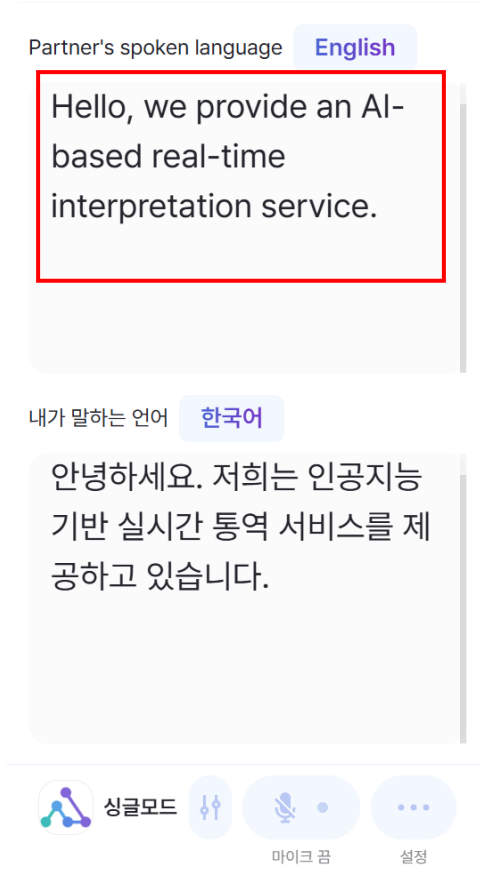 Partner's spoken language English
Hello, we provide an AI-
based real-time
interpretation service.
내가 말하는 언어 한국어
안녕하세요. 저희는 인공지능
기반 실시간 통역 서비스를 제
공하고 있습니다.
싱글모드
마이크 끔 설정